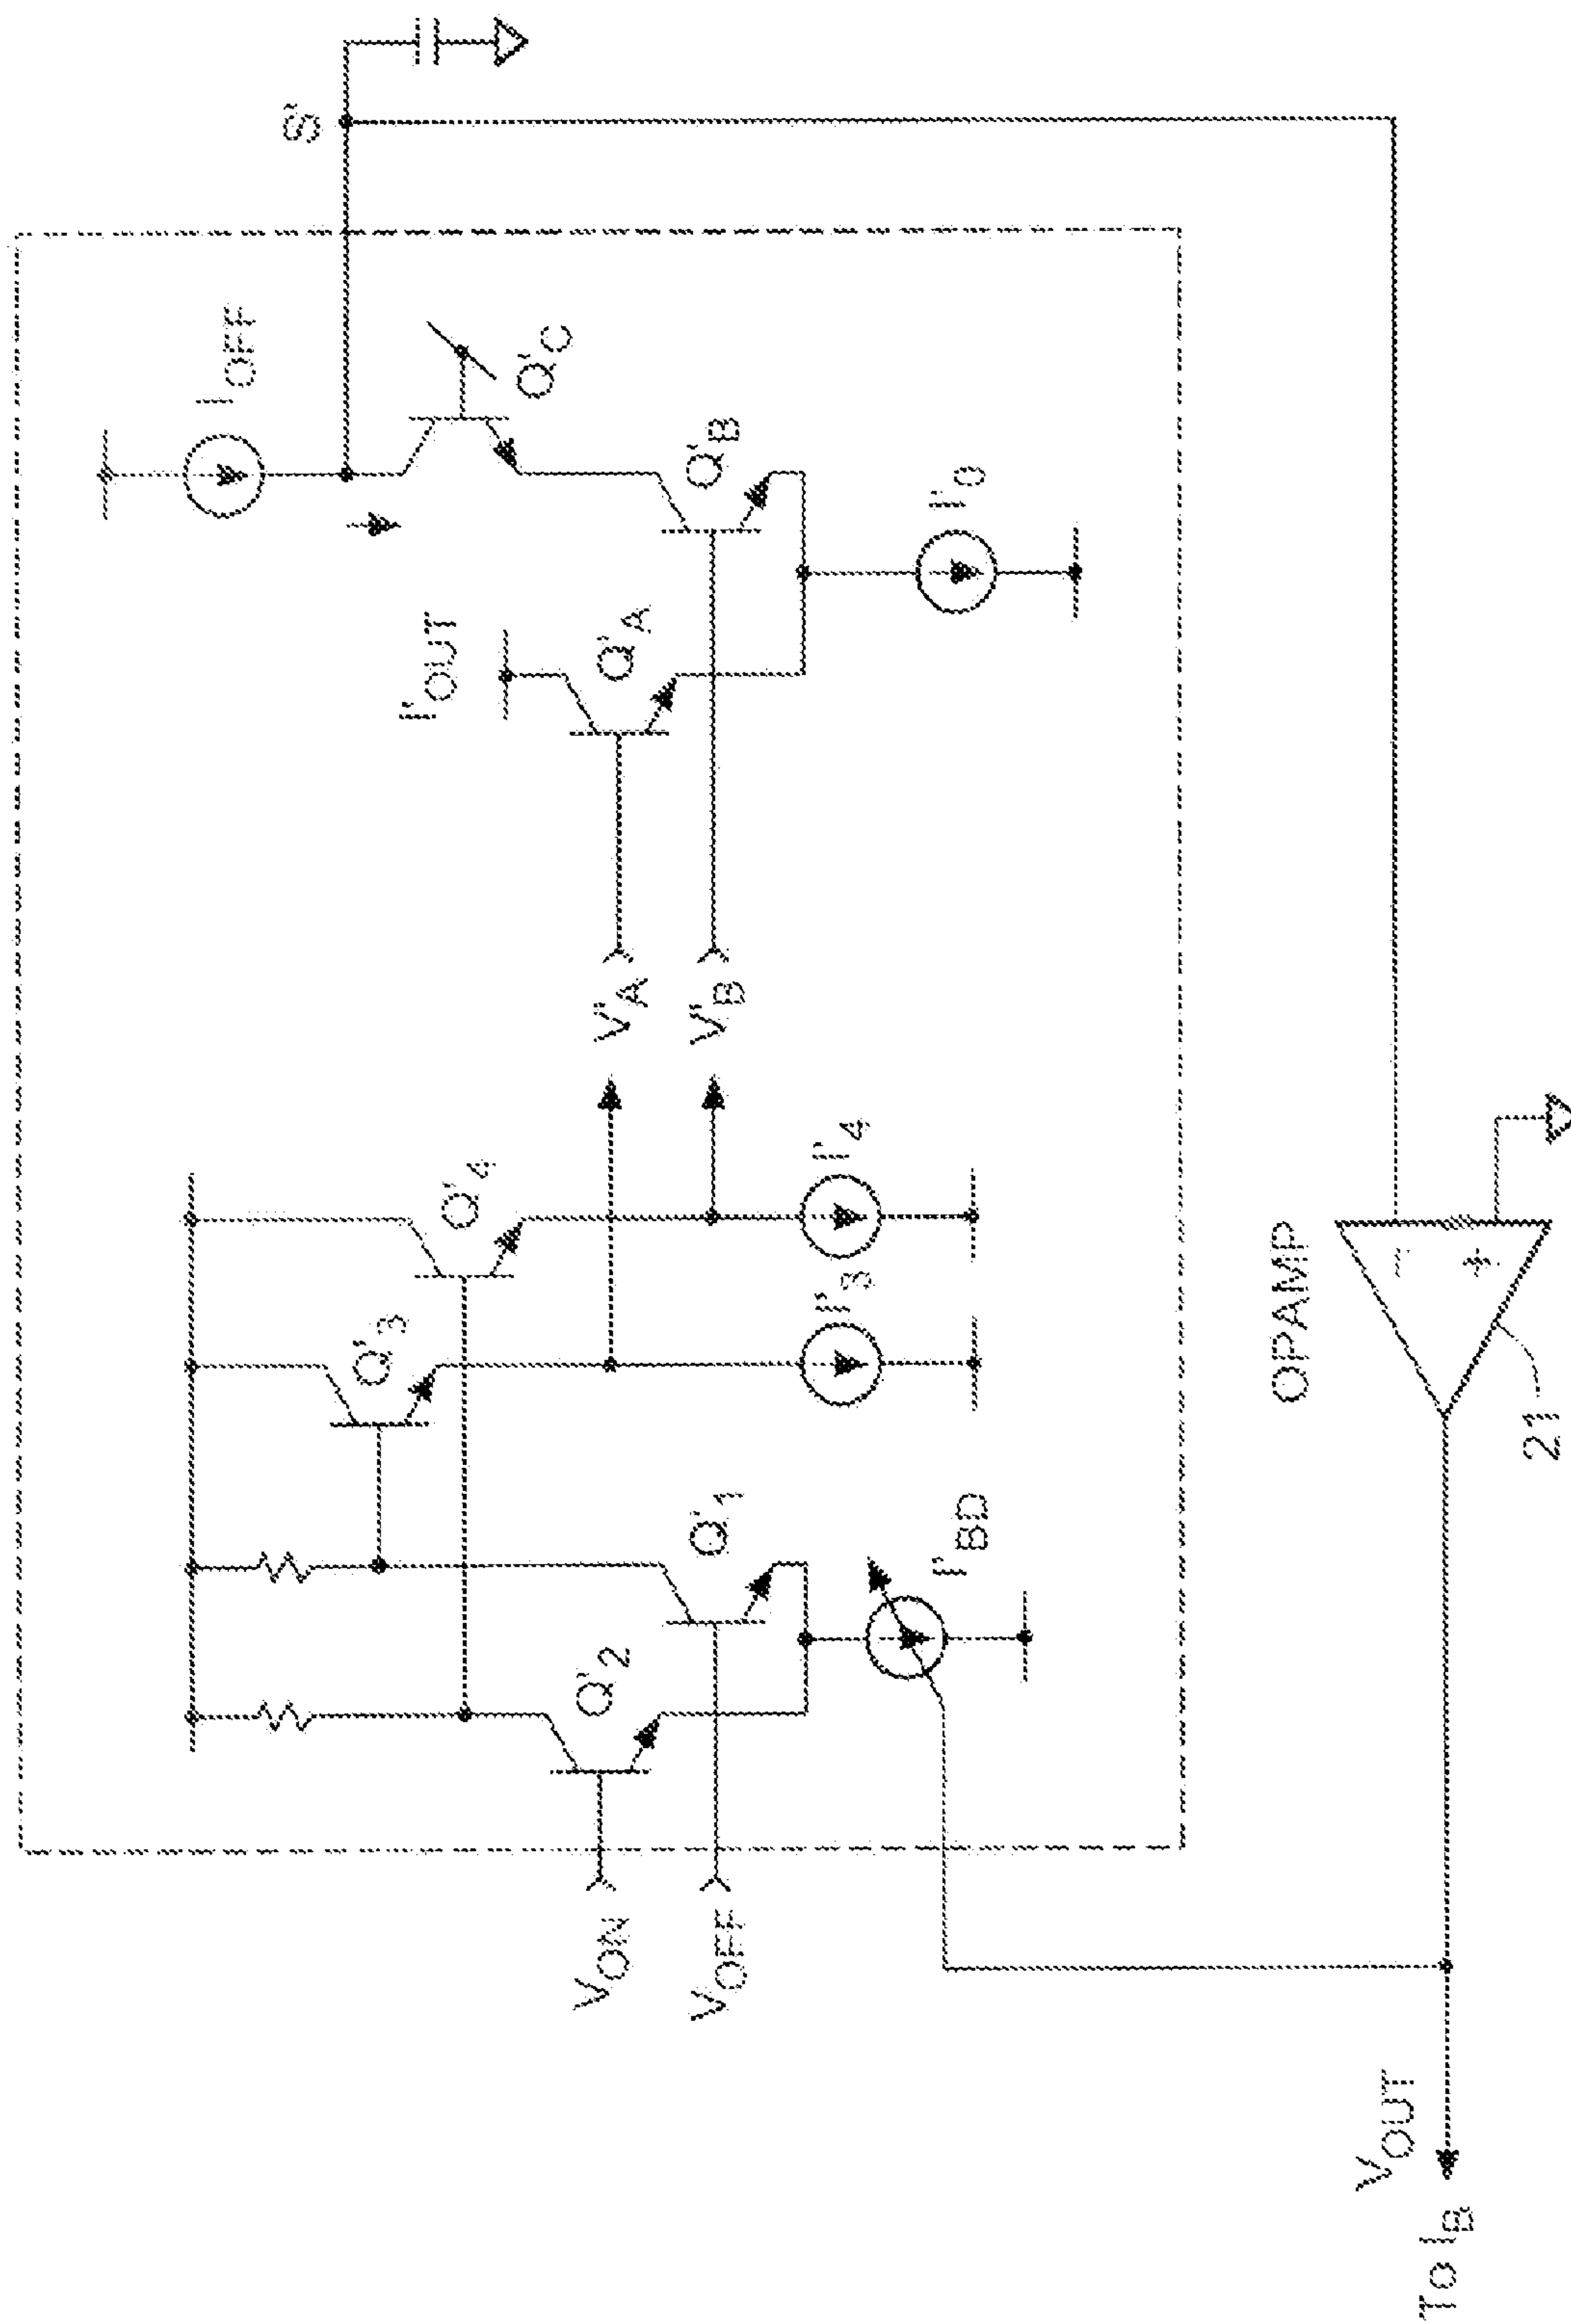 I_OFF
S'
I'_OUT
Q'_C
Q'_A
Q'_B
I'_0
Q'_4
Q'_3
V'_A
V'_B
I'_4
I'_3
Q'_2
Q'_1
I'_BD
V_ON
V_OFF
OPAMP
-
+
21
V_OUT
To I_B